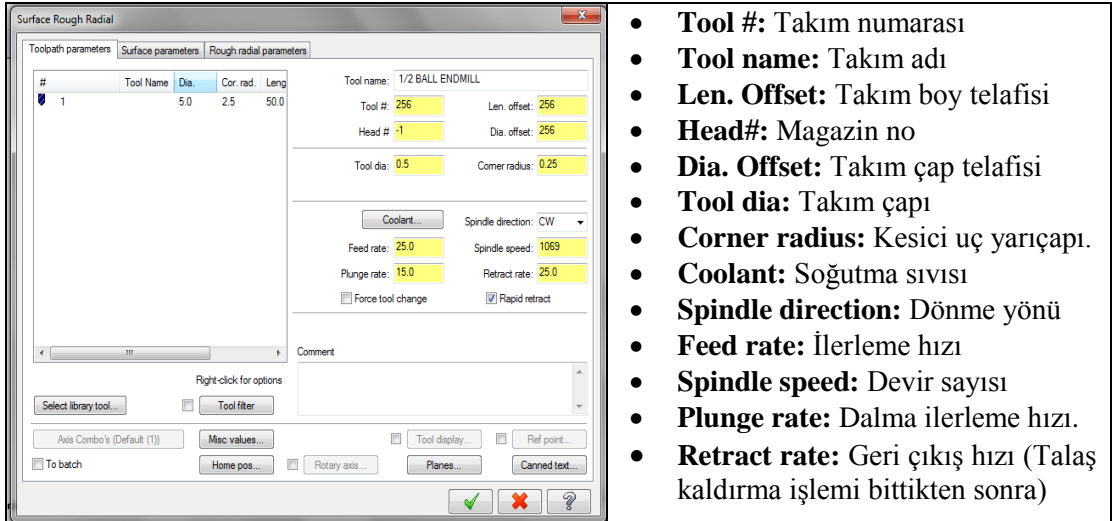 Surface Rough Radial
Toolpath parameters Surface parameters Rough radial parameters
# Tool Name Dia. Cor. rad. Leng
1 5.0 2.5 50.0
Tool name: 1/2 BALL ENDMILL
Tool #: 256 Len. offset: 256
Head # -1 Dia. offset: 256
Tool dia: 0.5 Corner radius: 0.25
Coolant... Spindle direction: CW
Feed rate: 25.0 Spindle speed: 1069
Plunge rate: 15.0 Retract rate: 25.0
Force tool change Rapid retract
Comment
Right-click for options
Select library tool... Tool filter
Axis Combo's (Default (1)) Misc values... Tool display... Ref point...
To batch Home pos... Rotary axis... Planes... Canned text...
• Tool #: Takım numarası
• Tool name: Takım adı
• Len. Offset: Takım boy telafisi
• Head#: Magazin no
• Dia. Offset: Takım çap telafisi
• Tool dia: Takım çapı
• Corner radius: Kesici uç yarıçapı.
• Coolant: Soğutma sıvısı
• Spindle direction: Dönme yönü
• Feed rate: İlerleme hızı
• Spindle speed: Devir sayısı
• Plunge rate: Dalma ilerleme hızı.
• Retract rate: Geri çıkış hızı (Talaş
kaldırma işlemi bittikten sonra)